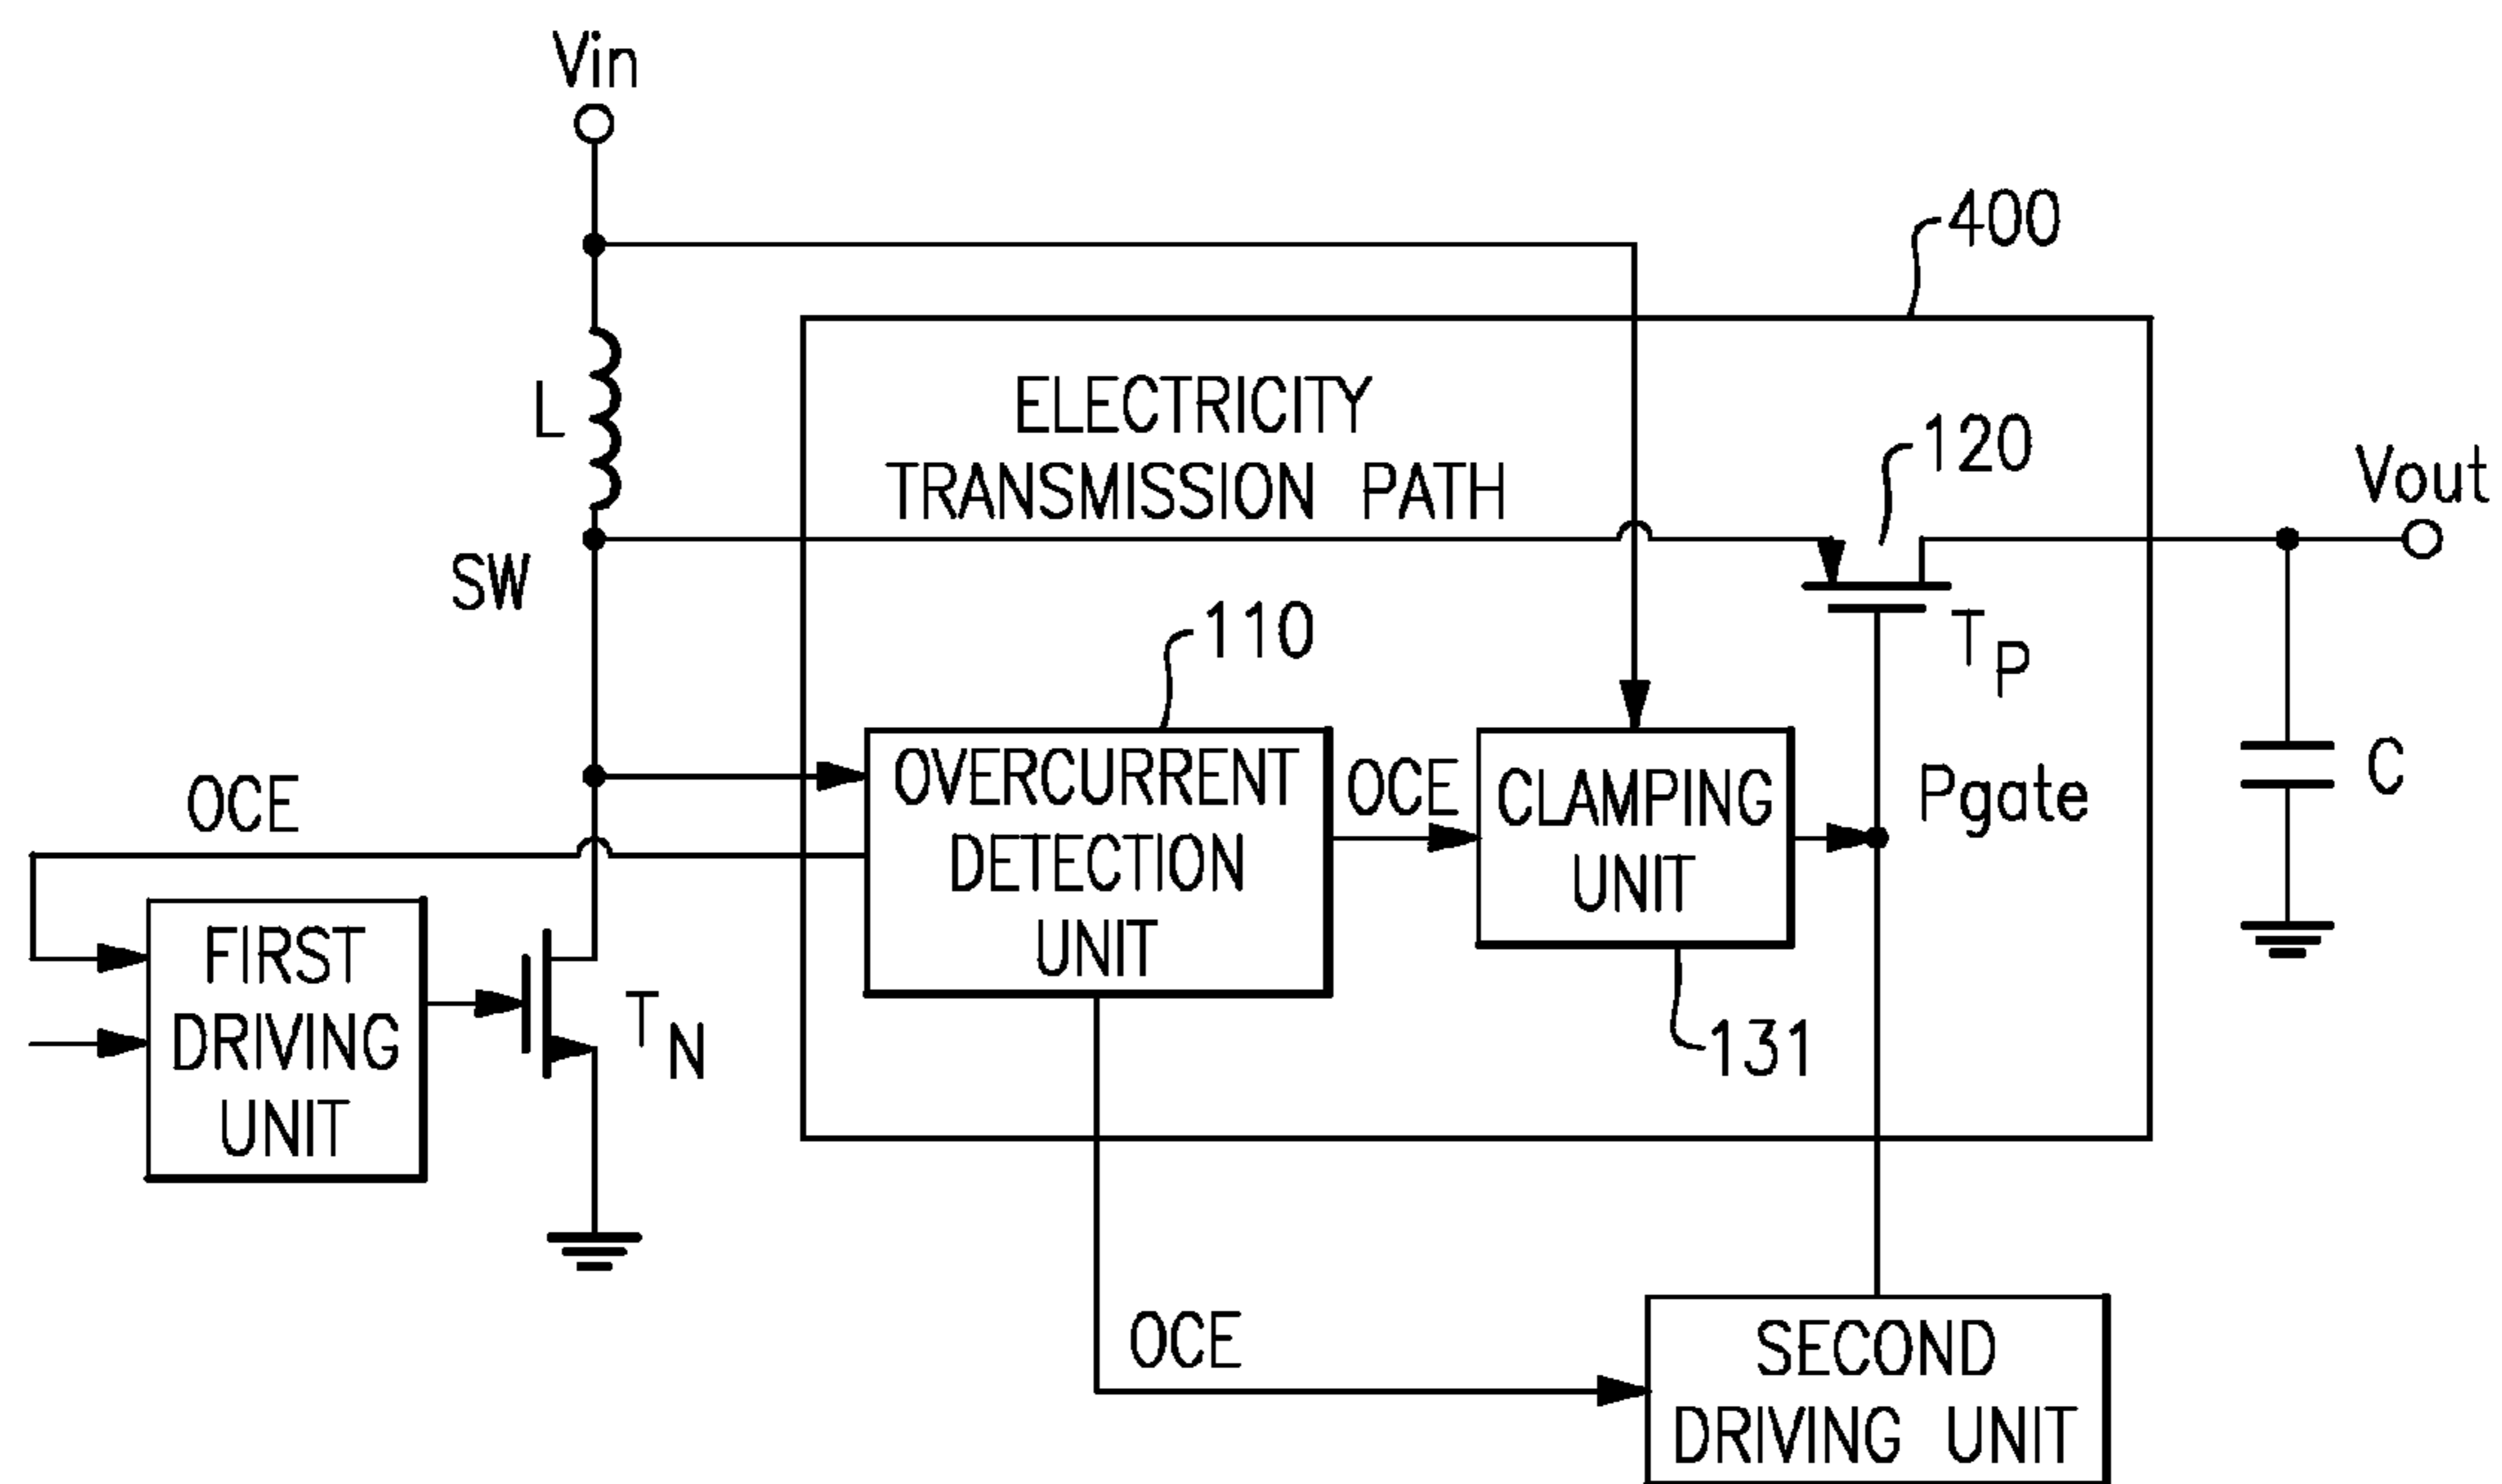 Vin
400
L
ELECTRICITY
TRANSMISSION PATH
120
Vout
SW
110
TP
OCE
OVERCURRENT
DETECTION
UNIT
OCE
CLAMPING
UNIT
Pgate
C
FIRST
DRIVING
UNIT
TN
131
OCE
SECOND
DRIVING UNIT